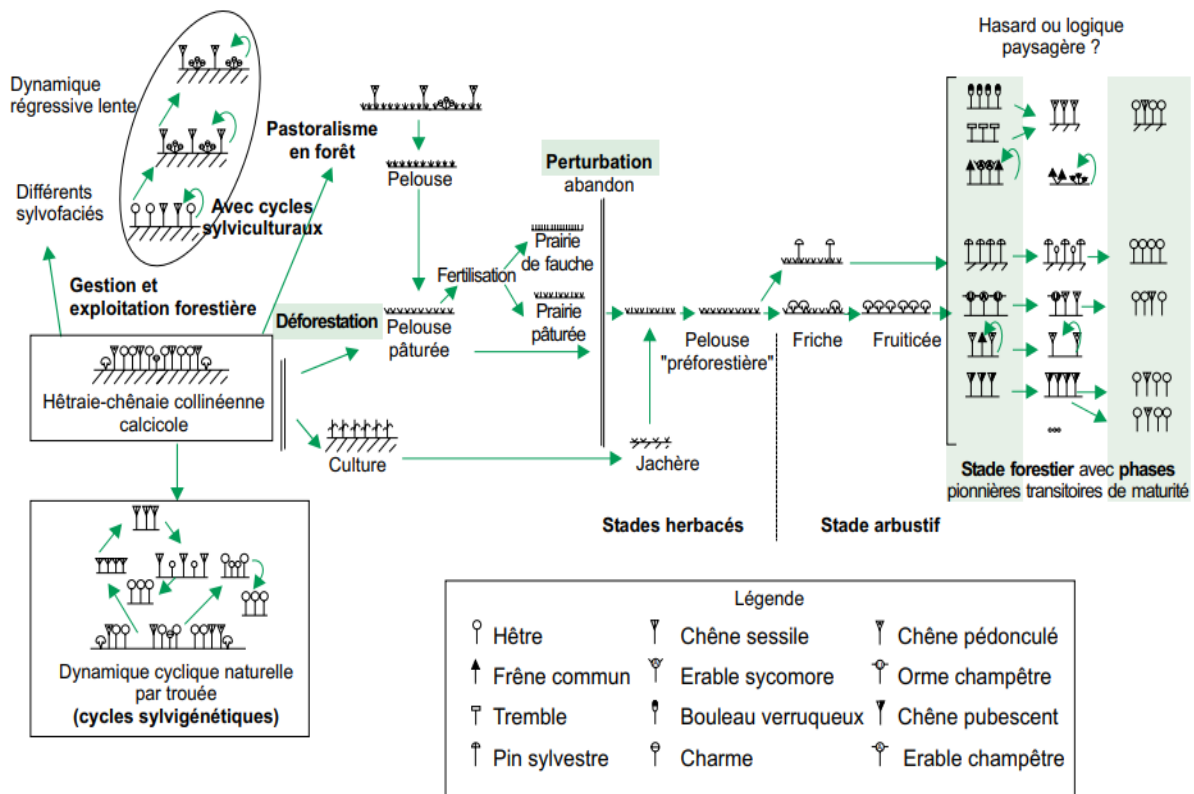 Hasard ou logique
paysagère ?
Dynamique
régressive lente
Pastoralisme
en forêt
Pelouse
Perturbation
abandon
Différents
sylvofaciés
Avec cycles
sylviculturaux
Prairie
de fauche
Fertilisation
Gestion et
exploitation forestière
Déforestation
Pelouse
pâturée
Prairie
pâturée
Pelouse
"préforestière"
Friche
Fruiticée
Hêtraie-chênaie collinéenne
calcicole
Culture
Jachère
Stade forestier avec phases
pionnières transitoires de maturité
Stades herbacés
Stade arbustif
Dynamique cyclique naturelle
par trouée
(cycles sylvigénétiques)
Légende
Hêtre
Chêne sessile
Chêne pédonculé
Frêne commun
Erable sycomore
Orme champêtre
Tremble
Bouleau verruqueux
Chêne pubescent
Pin sylvestre
Charme
Erable champêtre